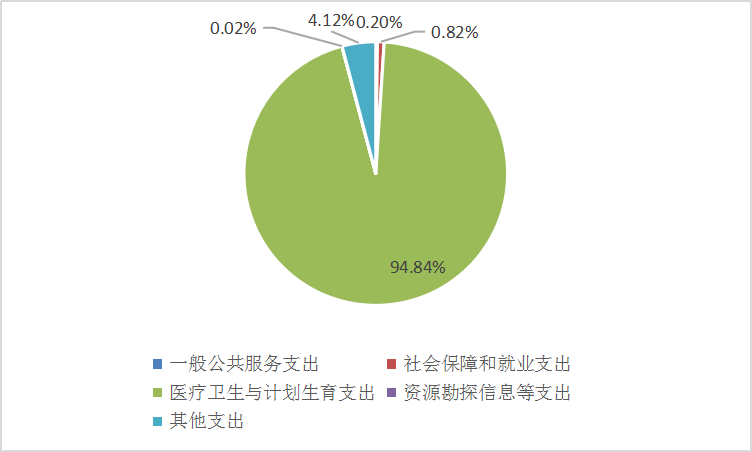 0.02%
4.12%
0.20%
0.82%
94.84%
一般公共服务支出
社会保障和就业支出
医疗卫生与计划生育支出
资源勘探信息等支出
其他支出